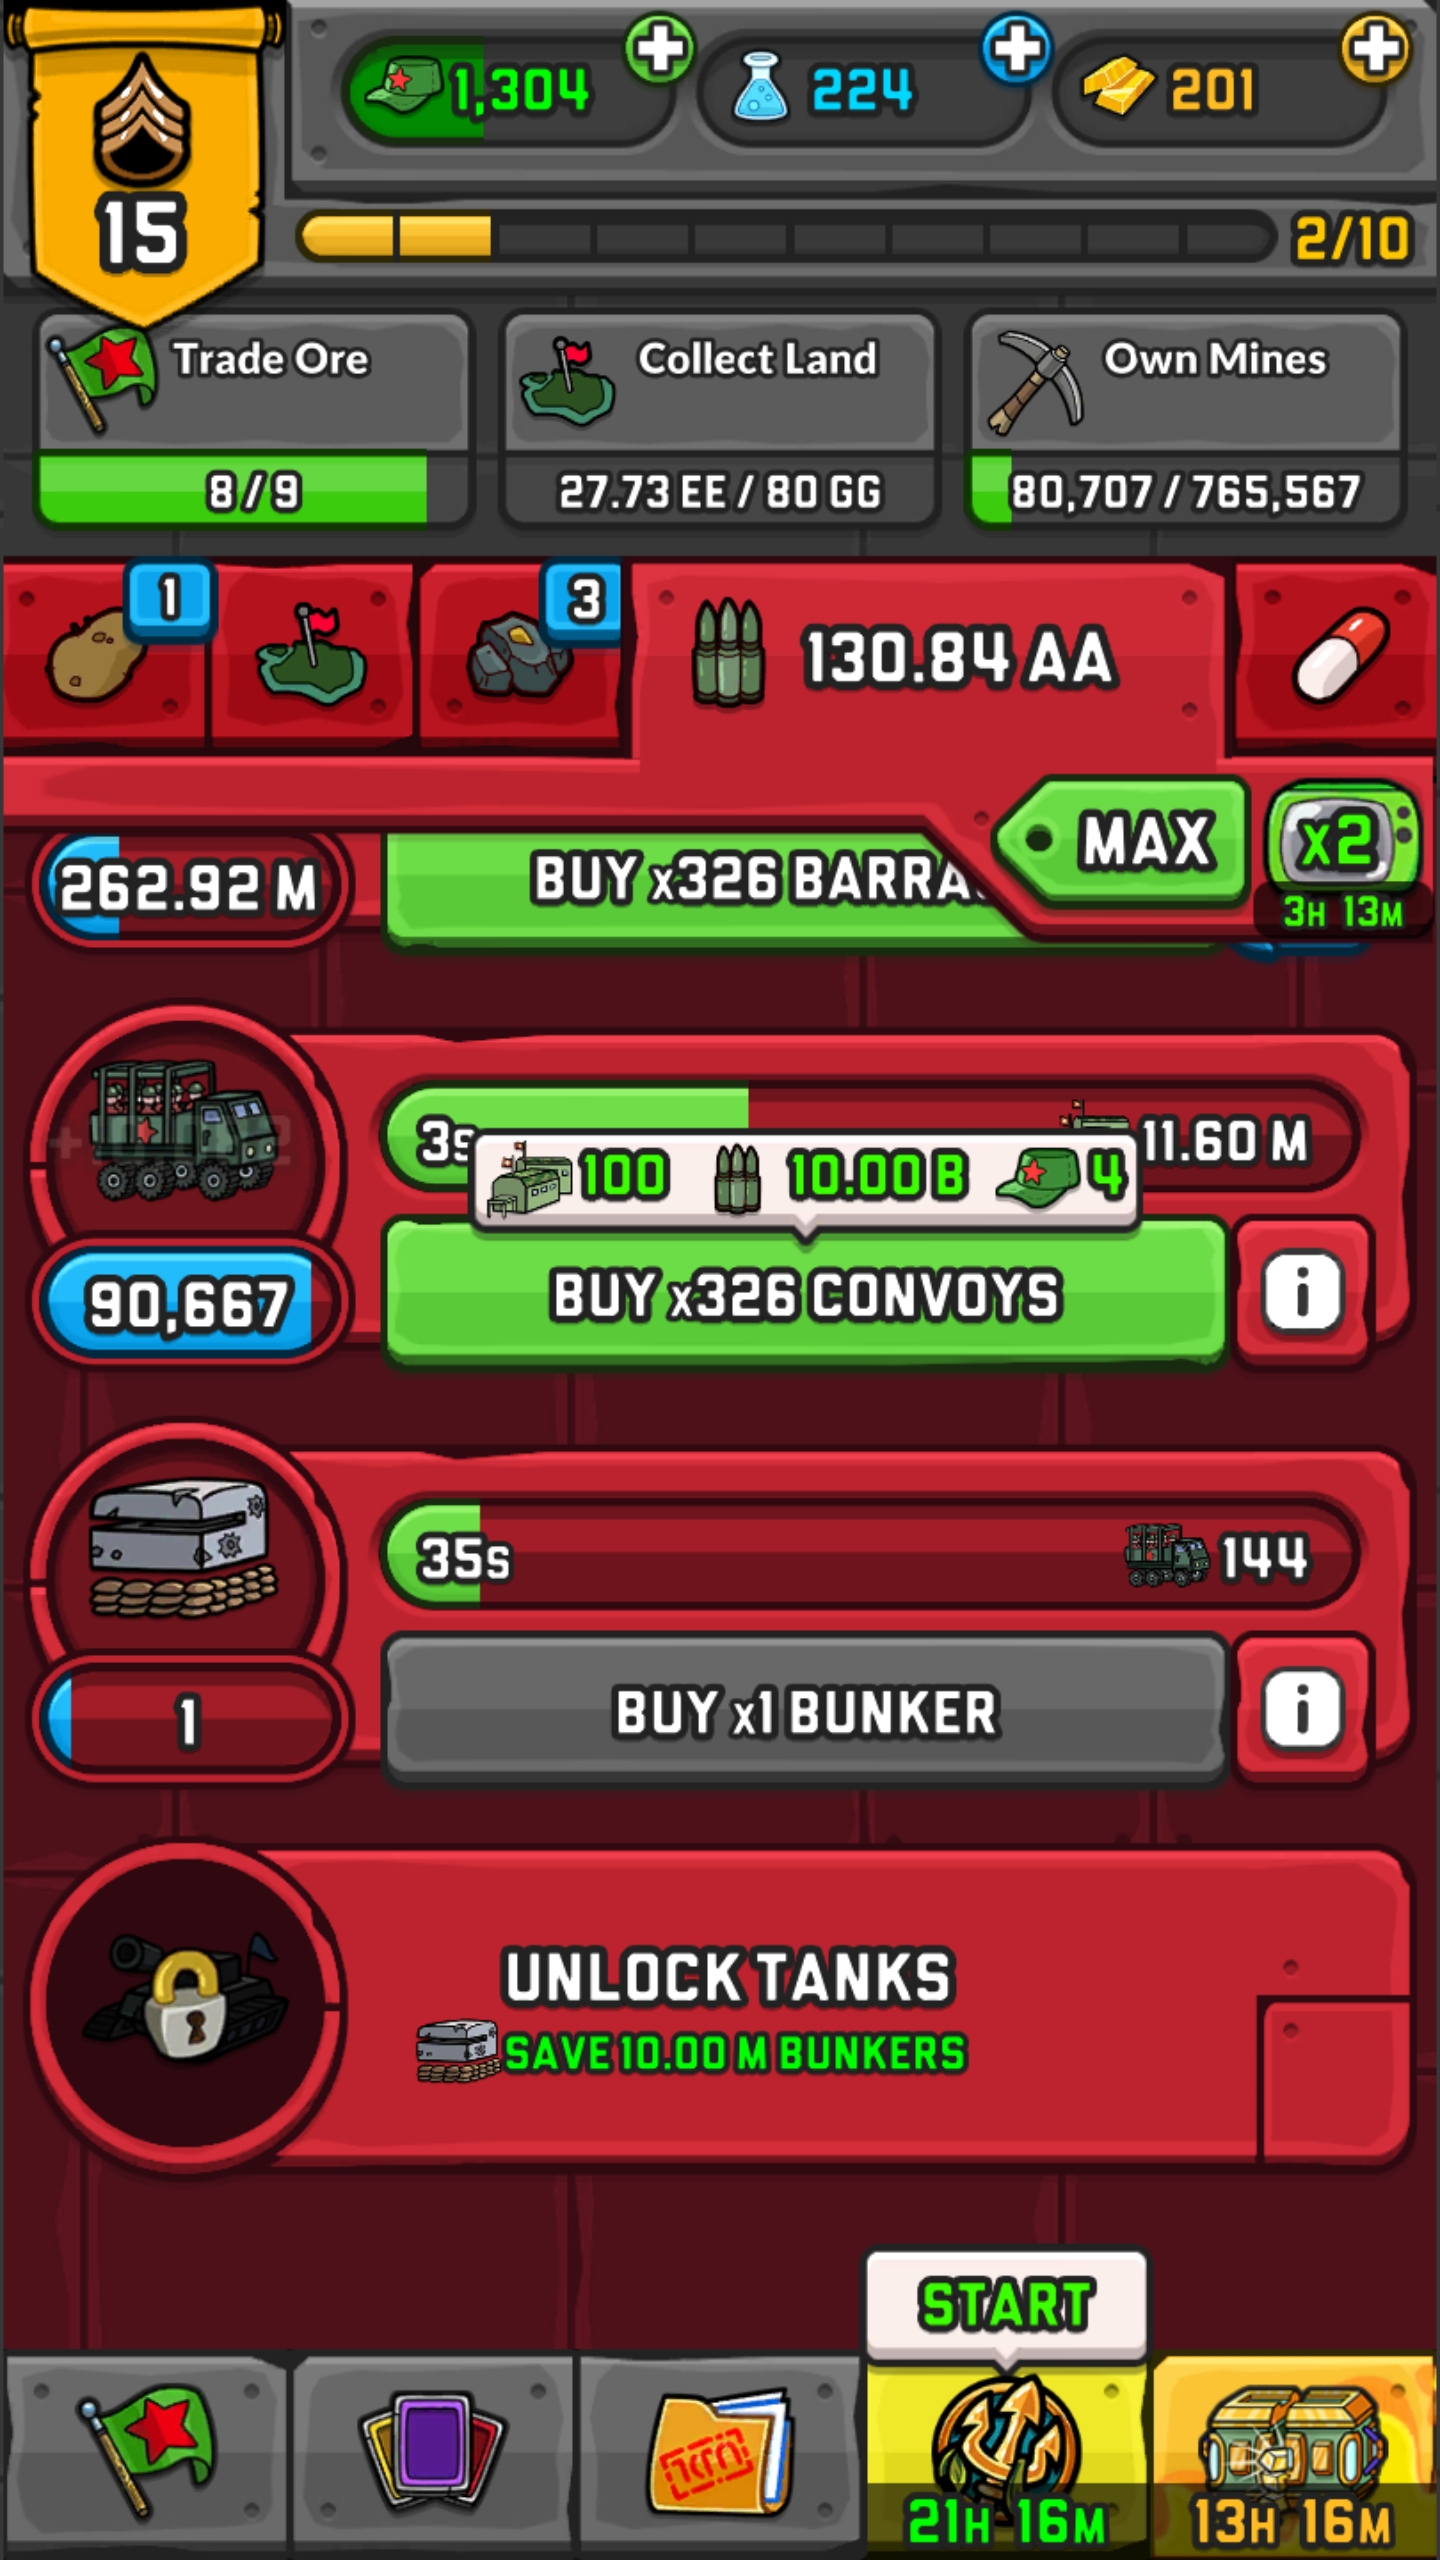 1,304
224
201
15
2/10
Trade Ore
Collect Land
Own Mines
8/9
27.73 EE / 80 GG
80,707 / 765,567
1
3
130.84 AA
MAX
x2
3H 13M
262.92 M
BUY x326
11.60 M
100
10.00 B
4
90,667
BUY x326 CONVOYS
i
35s
144
1
BUY x1 BUNKER
i
UNLOCK TANKS
SAVE 10.00 M BUNKERS
START
21H 16M
13H 16M